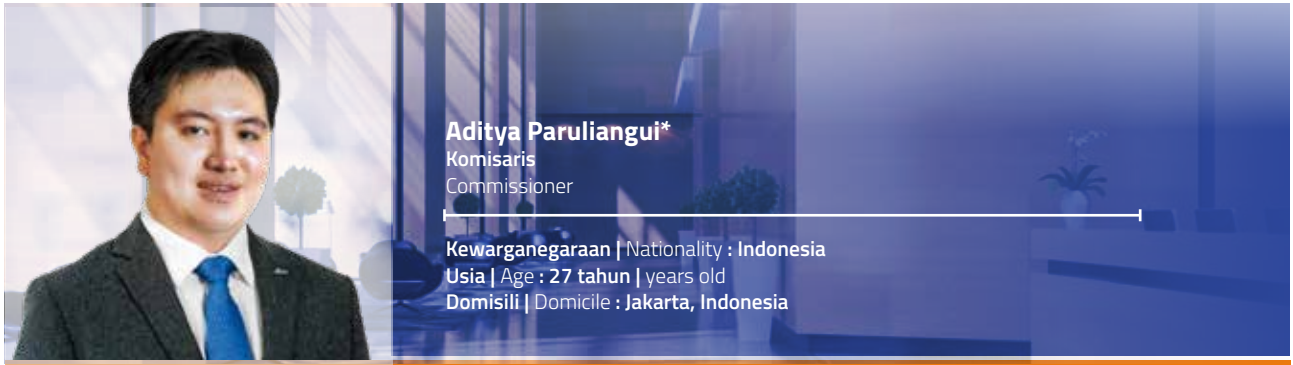 Aditya Paruliangui*
Komisaris
Commissioner
Kewarganegaraan | Nationality : Indonesia
Usia | Age : 27 tahun | years old
Domisili | Domicile : Jakarta, Indonesia